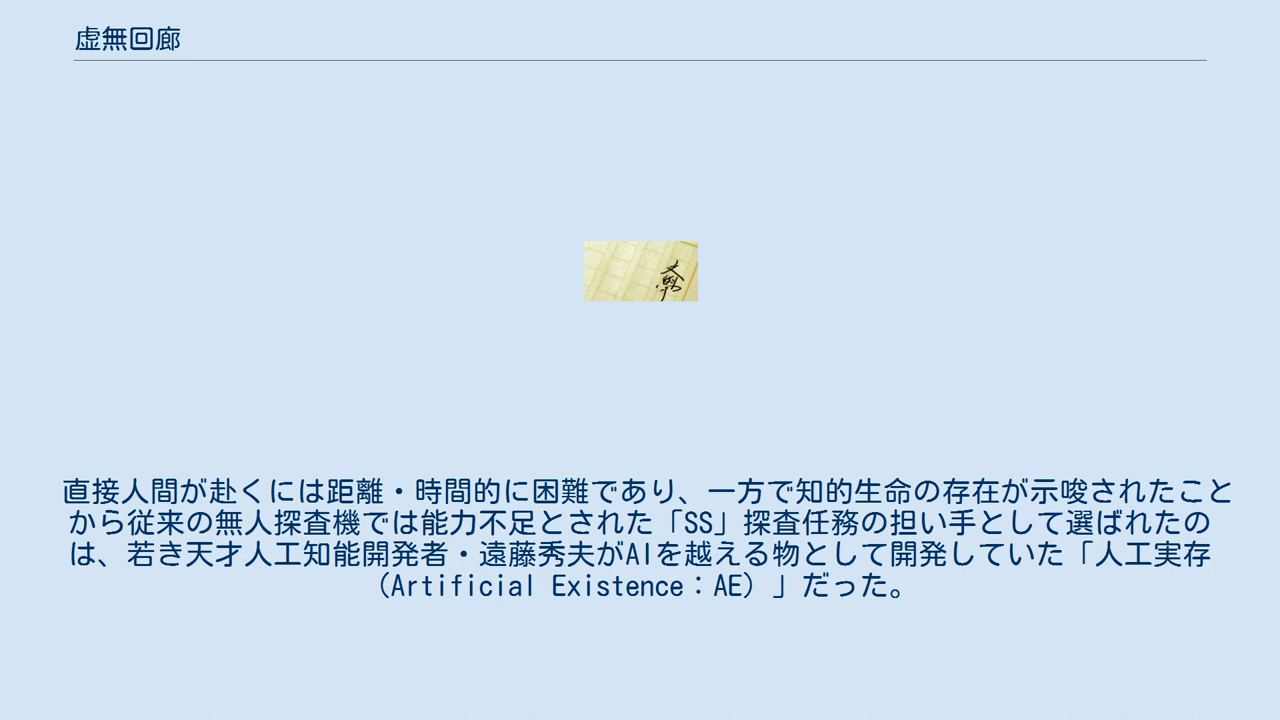 虚無回廊
直接人間が赴くには距離・時間的に困難であり、一方で知的生命の存在が示唆されたこと
から従来の無人探査機では能力不足とされた「SS」探査任務の担い手として選ばれたの
は、若き天才人工知能開発者・遠藤秀夫がAIを越える物として開発していた「人工実存
（Artificial Existence：AE）」だった。